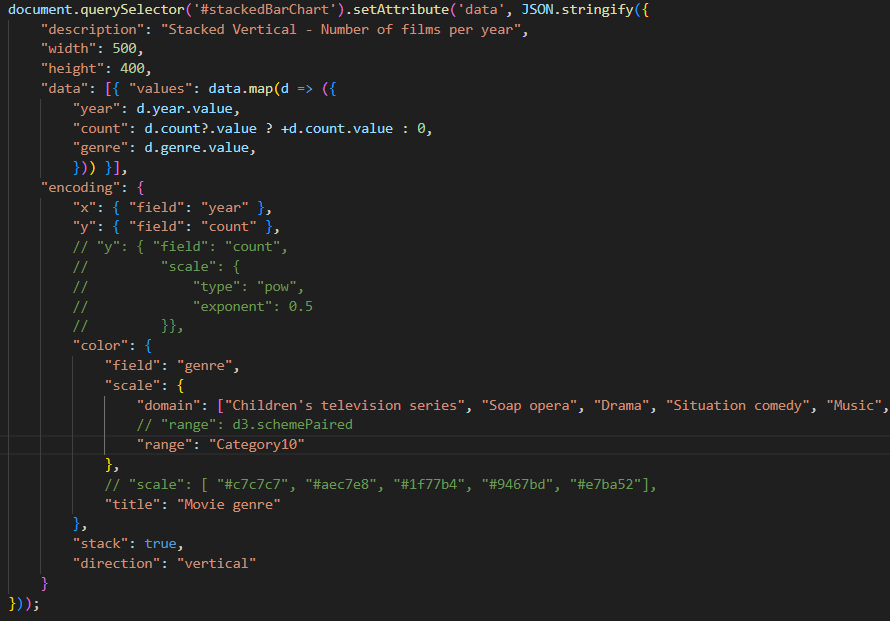 document.querySelector('#stackedBarChart').setAttribute('data', JSON.stringify({
"description": "Stacked Vertical - Number of films per year",
"width": 500,
"height": 400,
"data": [{ "values": data.map(d => ({
"year": d.year.value,
"count": d.count?.value ? +d.count.value : 0,
"genre": d.genre.value,
})) }],
"encoding": {
"x": { "field": "year" },
"y": { "field": "count" },
// "y": { "field": "count",
// "scale": {
// "type": "pow",
// "exponent": 0.5
// }},
"color": {
"field": "genre",
"scale": {
"domain": ["Children's television series", "Soap opera", "Drama", "Situation comedy", "Music",
// "range": d3.schemePaired
"range": "Category10"
},
// "scale": [ "#c7c7c7", "#aec7e8", "#1f77b4", "#9467bd", "#e7ba52"],
"title": "Movie genre"
},
"stack": true,
"direction": "vertical"
}
}));